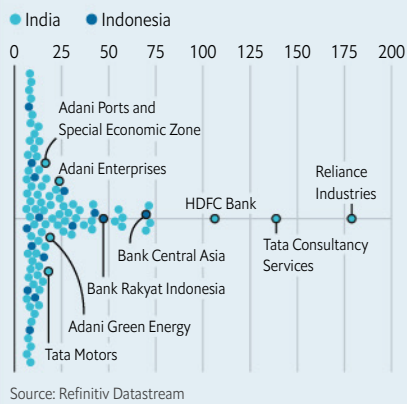 India Indonesia
0 25 50 75 100 125 150 175 200
Adani Ports and
Special Economic Zone
Adani Enterprises
Reliance
Industries
HDFC Bank
Tata Consultancy
Services
Bank Central Asia
Bank Rakyat Indonesia
Adani Green Energy
Tata Motors
Source: Refinitiv Datastream